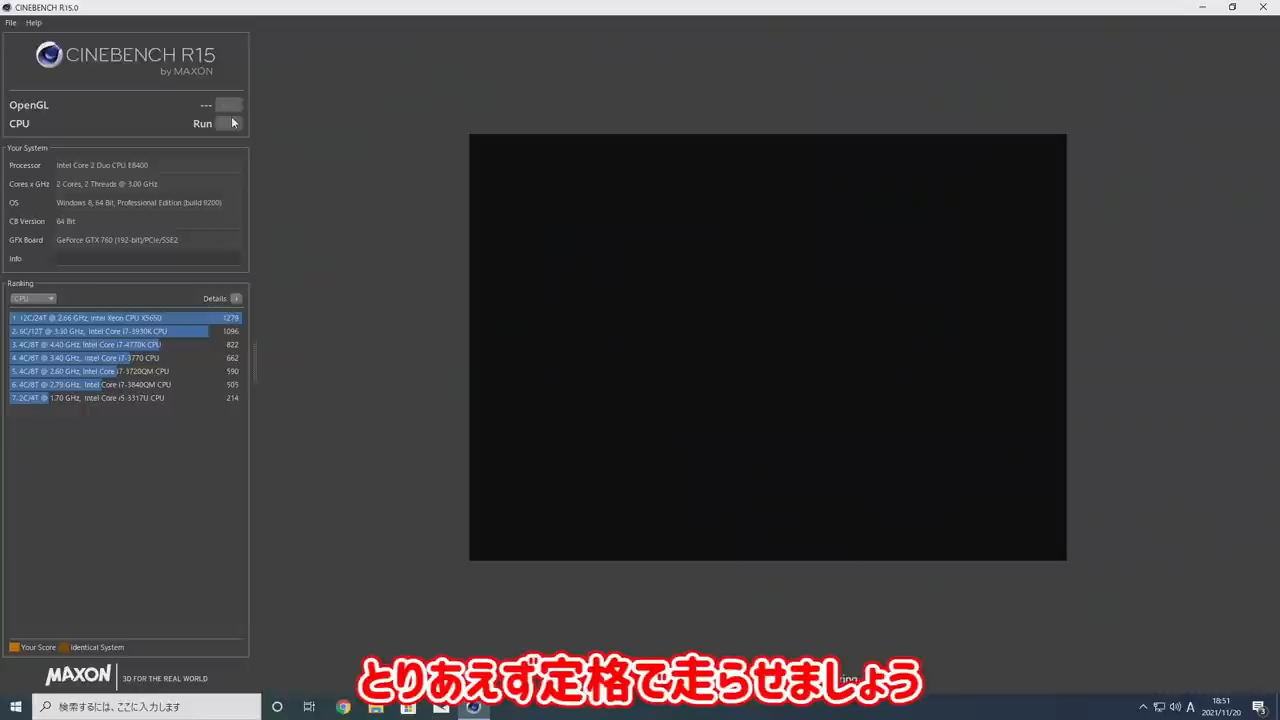 CINEBENCH R15.0
File Help
CINEBENCH R15
by MAXON
OpenGL ---
CPU Run
Your System
Processor Intel Core 2 Duo CPU E8400
Cores x GHz 2 Cores, 2 Threads @ 3.00 GHz
OS Windows 8, 64 Bit, Professional Edition (build 9200)
CB Version 64 Bit
GFX Board GeForce GTX 760 (192-bit)/PCIe/SSE2
Info
Ranking
CPU Details i
1. 12C/24T @ 2.66 GHz, Intel Xeon CPU X5650 1279
2. 6C/12T @ 3.30 GHz, Intel Core i7-3930K CPU 1096
3. 4C/8T @ 4.40 GHz, Intel Core i7-4770K CPU 822
4. 4C/8T @ 3.40 GHz, Intel Core i7-3770 CPU 662
5. 4C/8T @ 2.60 GHz, Intel Core i7-3720QM CPU 590
6. 4C/8T @ 2.79 GHz, Intel Core i7-3840QM CPU 505
7. 2C/4T @ 1.70 GHz, Intel Core i5-3317U CPU 214
Your Score Identical System
MAXON 3D FOR THE REAL WORLD
とりあえず定格で走らせましょう
検索するには、ここに入力します
A 18:51
2021/11/20
3